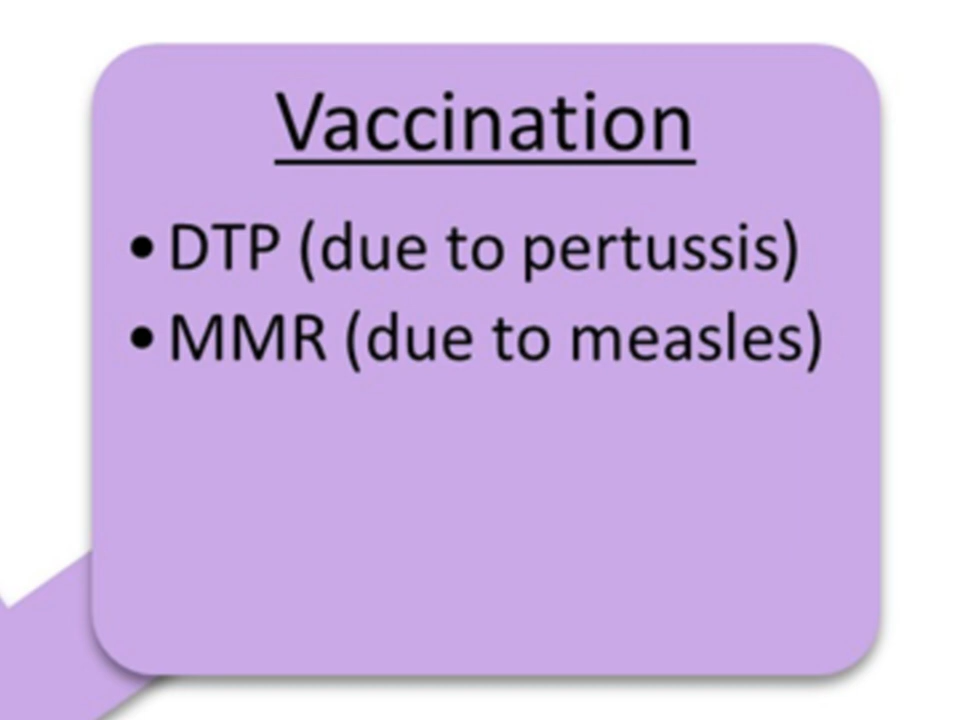 Vaccination
• DTP (due to pertussis)
• MMR (due to measles)